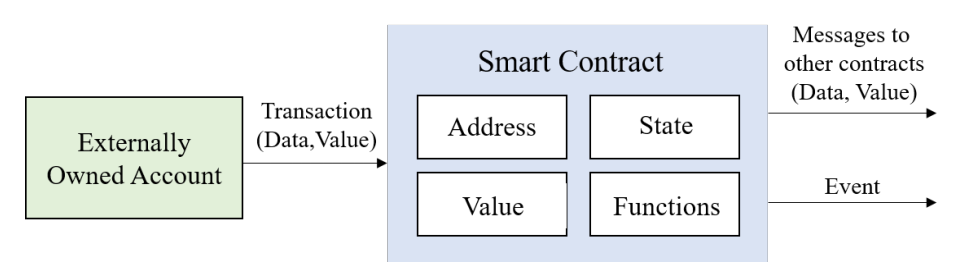 Externally
Owned Account
Transaction
(Data,Value)
Smart Contract
Address
State
Value
Functions
Messages to
other contracts
(Data, Value)
Event